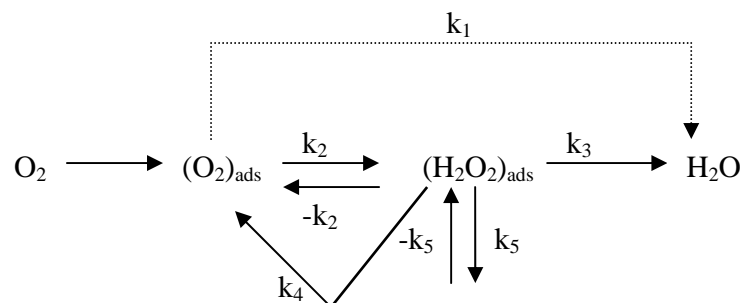 k₁
O₂ (O₂)ads k₂ (H₂O₂)ads k₃ H₂O
-k₂ -k₅ k₅
k₄